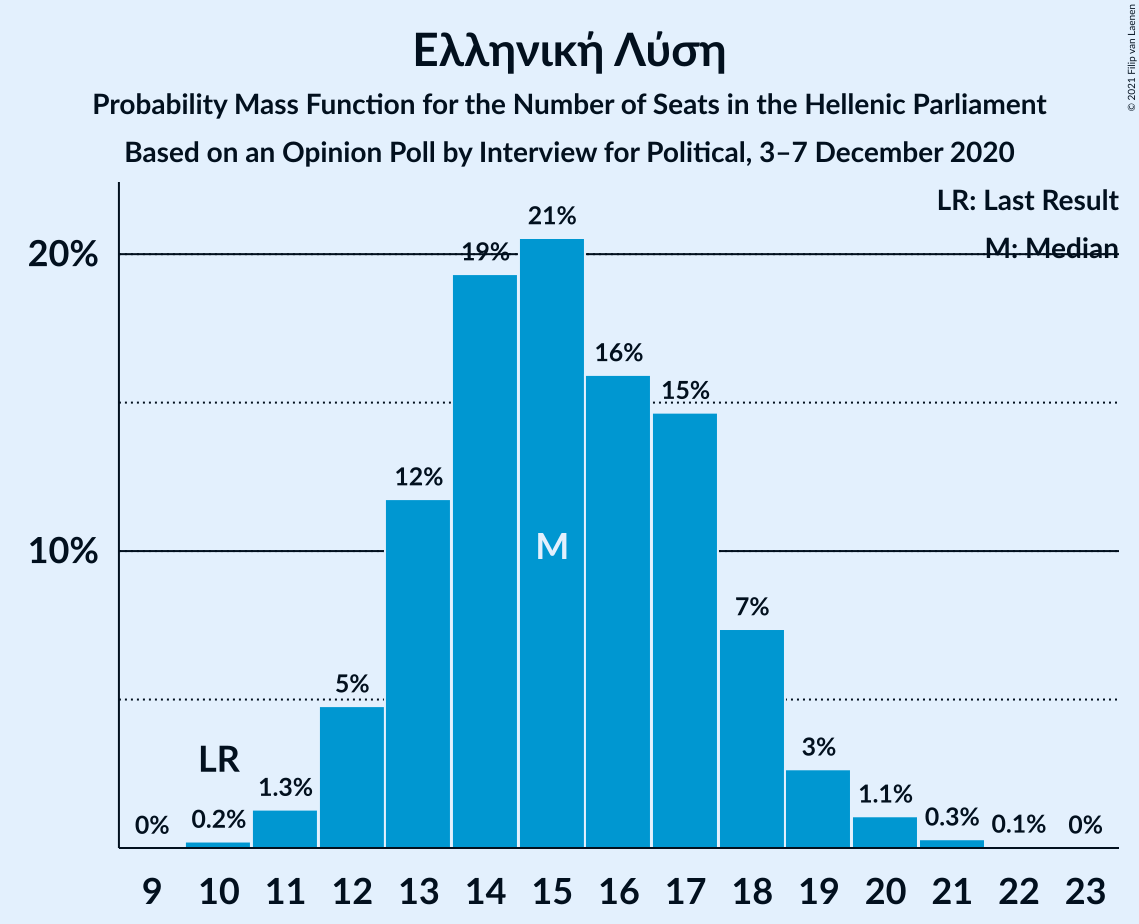 Ελληνική Λύση
Probability Mass Function for the Number of Seats in the Hellenic Parliament
Based on an Opinion Poll by Interview for Political, 3–7 December 2020
© 2021 Filip van Laenen
LR: Last Result
M: Median
20%
10%
0%
0.2%
1.3%
5%
12%
19%
21%
16%
15%
7%
3%
1.1%
0.3%
0.1%
0%
LR
M
9 10 11 12 13 14 15 16 17 18 19 20 21 22 23